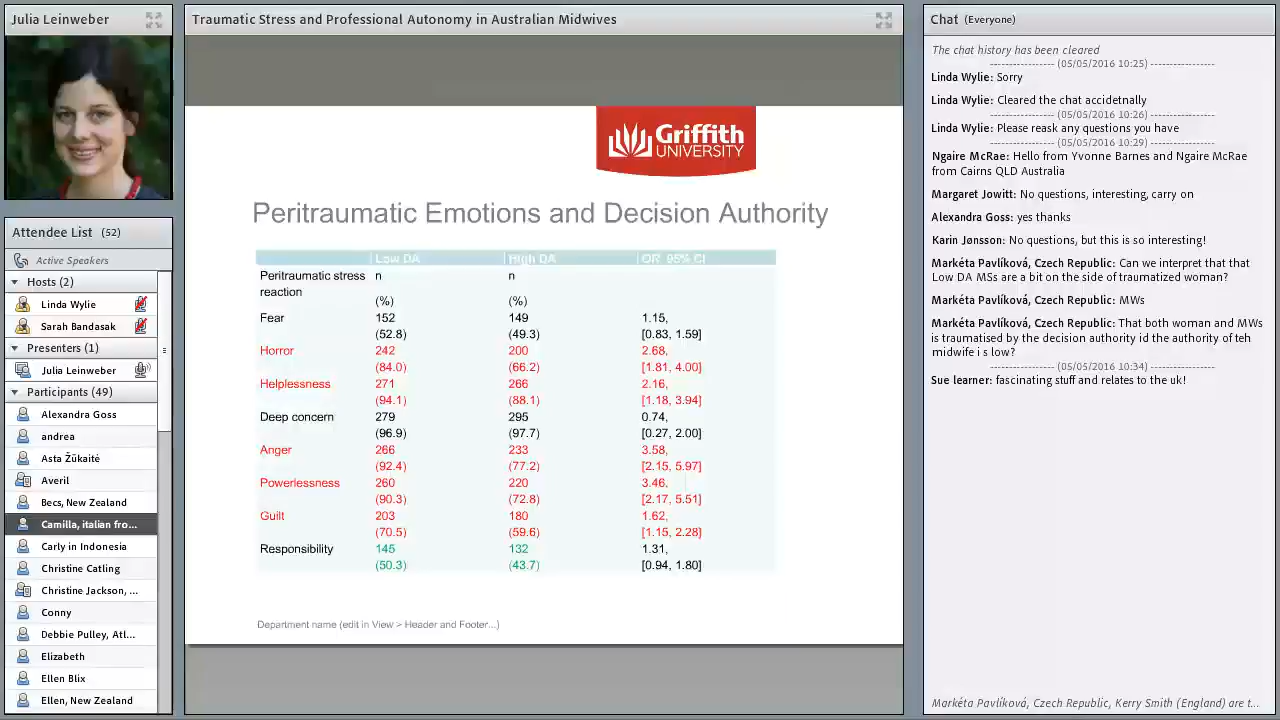 Julia Leinweber
Attendee List (52)
Active Speakers
Hosts (2)
Linda Wylie
Sarah Bandasak
Presenters (1)
Julia Leinweber
Participants (49)
Alexandra Goss
andrea
Asta Žūkaitė
Averil
Becs, New Zealand
Camilla, italian fro...
Carly in Indonesia
Christine Catling
Christine Jackson, ...
Conny
Debbie Pulley, Atl...
Elizabeth
Ellen Blix
Ellen, New Zealand
Traumatic Stress and Professional Autonomy in Australian Midwives
Griffith
UNIVERSITY
Peritraumatic Emotions and Decision Authority
Low DA High DA OR 95% CI
Peritraumatic stress n n
reaction
(%) (%)
Fear 152 149 1.15,
(52.8) (49.3) [0.83, 1.59]
Horror 242 200 2.68,
(84.0) (66.2) [1.81, 4.00]
Helplessness 271 266 2.16,
(94.1) (88.1) [1.18, 3.94]
Deep concern 279 295 0.74,
(96.9) (97.7) [0.27, 2.00]
Anger 266 233 3.58,
(92.4) (77.2) [2.15, 5.97]
Powerlessness 260 220 3.46,
(90.3) (72.8) [2.17, 5.51]
Guilt 203 180 1.62,
(70.5) (59.6) [1.15, 2.28]
Responsibility 145 132 1.31,
(50.3) (43.7) [0.94, 1.80]
Department name (edit in View > Header and Footer...)
Chat (Everyone)
The chat history has been cleared
------------------ (05/05/2016 10:25) ------------------
Linda Wylie: Sorry
Linda Wylie: Cleared the chat accidetnally
------------------ (05/05/2016 10:26) ------------------
Linda Wylie: Please reask any questions you have
------------------ (05/05/2016 10:29) ------------------
Ngaire McRae: Hello from Yvonne Barnes and Ngaire McRae
from Cairns QLD Australia
Margaret Jowitt: No questions, interesting, carry on
Alexandra Goss: yes thanks
Karin Jønsson: No questions, but this is so interesting!
Markéta Pavlíková, Czech Republic: Can we interpret that that
Low DA MSs are a bit on the side of traumatized woman?
Markéta Pavlíková, Czech Republic: MWs
Markéta Pavlíková, Czech Republic: That both woman and MWs
is traumatised by the decision authority id the authority of teh
midwife i s low?
------------------ (05/05/2016 10:34) ------------------
Sue learner: fascinating stuff and relates to the uk!
Markéta Pavlíková, Czech Republic, Kerry Smith (England) are t...